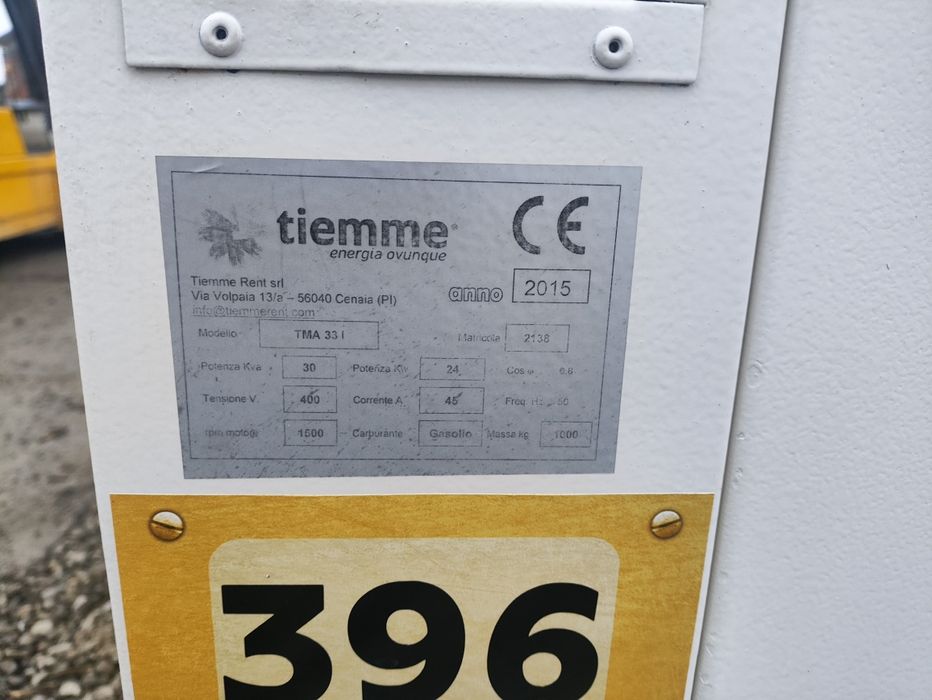 tiemme
energia ovunque
CE
Tiemme Rent srl
Via Volpaia 13/a – 56040 Cenaia (PI)
info@tiemmerent.com
anno 2015
Modello TMA 33 I Matricola 2138
Potenza Kva 30 Potenza Kw 24 Cos φ 0.8
Tensione V. 400 Corrente A. 45 Freq. Hz 50
rpm motore 1500 Carburante Gasolio Massa kg 1000
396